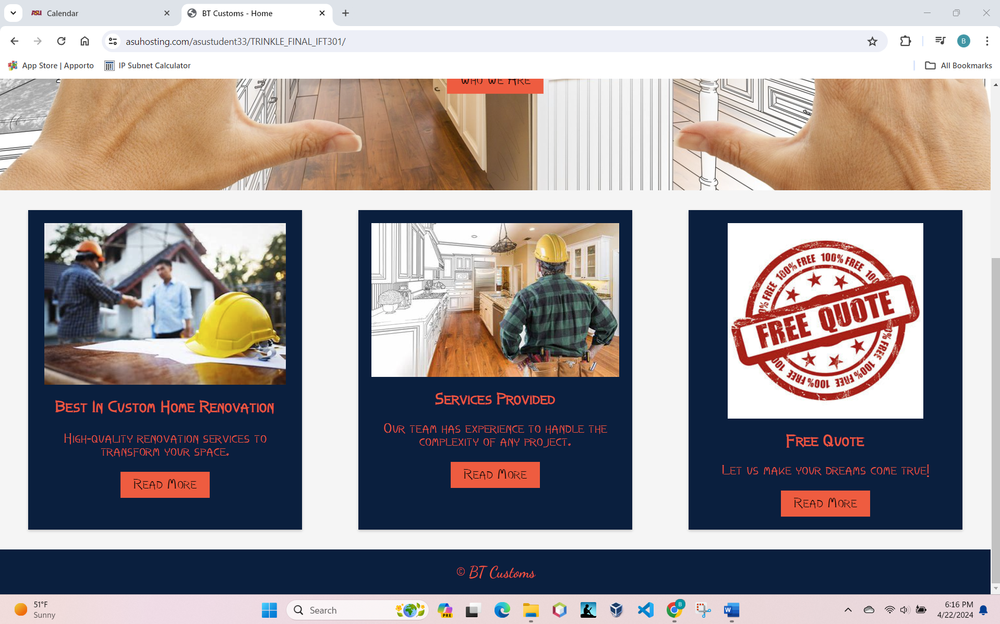 Calendar
BT Customs - Home
asuhosting.com/asustudent33/TRINKLE_FINAL_IFT301/
B
App Store | Apporto
IP Subnet Calculator
All Bookmarks
Who We Are
100% FREE 100% FREE
FREE QUOTE
100% FREE 100% FREE
Best In Custom Home Renovation
High-quality renovation services to
transform your space.
Read More
Services Provided
Our team has experience to handle the
complexity of any project.
Read More
Free Quote
Let us make your dreams come true!
Read More
© BT Customs
51°F
Sunny
Search
PRE
B
6:16 PM
4/22/2024